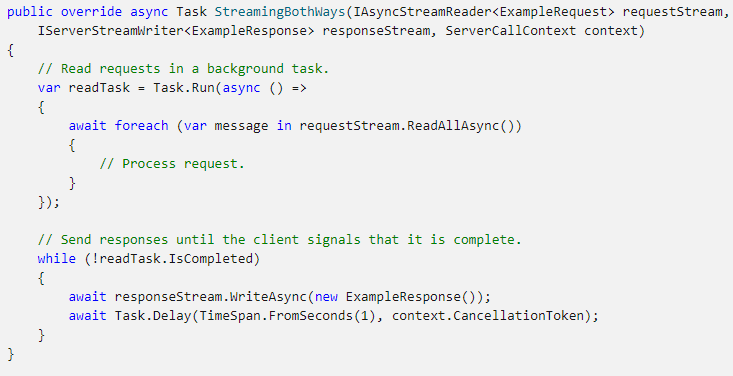 public override async Task StreamingBothWays(IAsyncStreamReader<ExampleRequest> requestStream,
    IServerStreamWriter<ExampleResponse> responseStream, ServerCallContext context)
{
    // Read requests in a background task.
    var readTask = Task.Run(async () =>
    {
        await foreach (var message in requestStream.ReadAllAsync())
        {
            // Process request.
        }
    });

    // Send responses until the client signals that it is complete.
    while (!readTask.IsCompleted)
    {
        await responseStream.WriteAsync(new ExampleResponse());
        await Task.Delay(TimeSpan.FromSeconds(1), context.CancellationToken);
    }
}